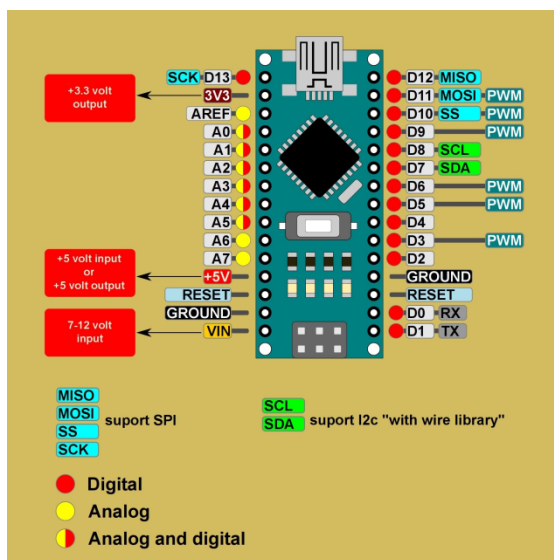 +3.3 volt
output
SCK D13
3V3
AREF
A0
A1
A2
A3
A4
A5
A6
A7
+5 volt input
or
+5 volt output
+5V
RESET
GROUND
7-12 volt
input
VIN
D12 MISO
D11 MOSI PWM
D10 SS PWM
D9 PWM
D8 SCL
D7 SDA
D6 PWM
D5 PWM
D4
D3 PWM
D2
GROUND
RESET
D0 RX
D1 TX
MISO
MOSI
SS
SCK
suport SPI
SCL
SDA
suport I2c "with wire library"
Digital
Analog
Analog and digital